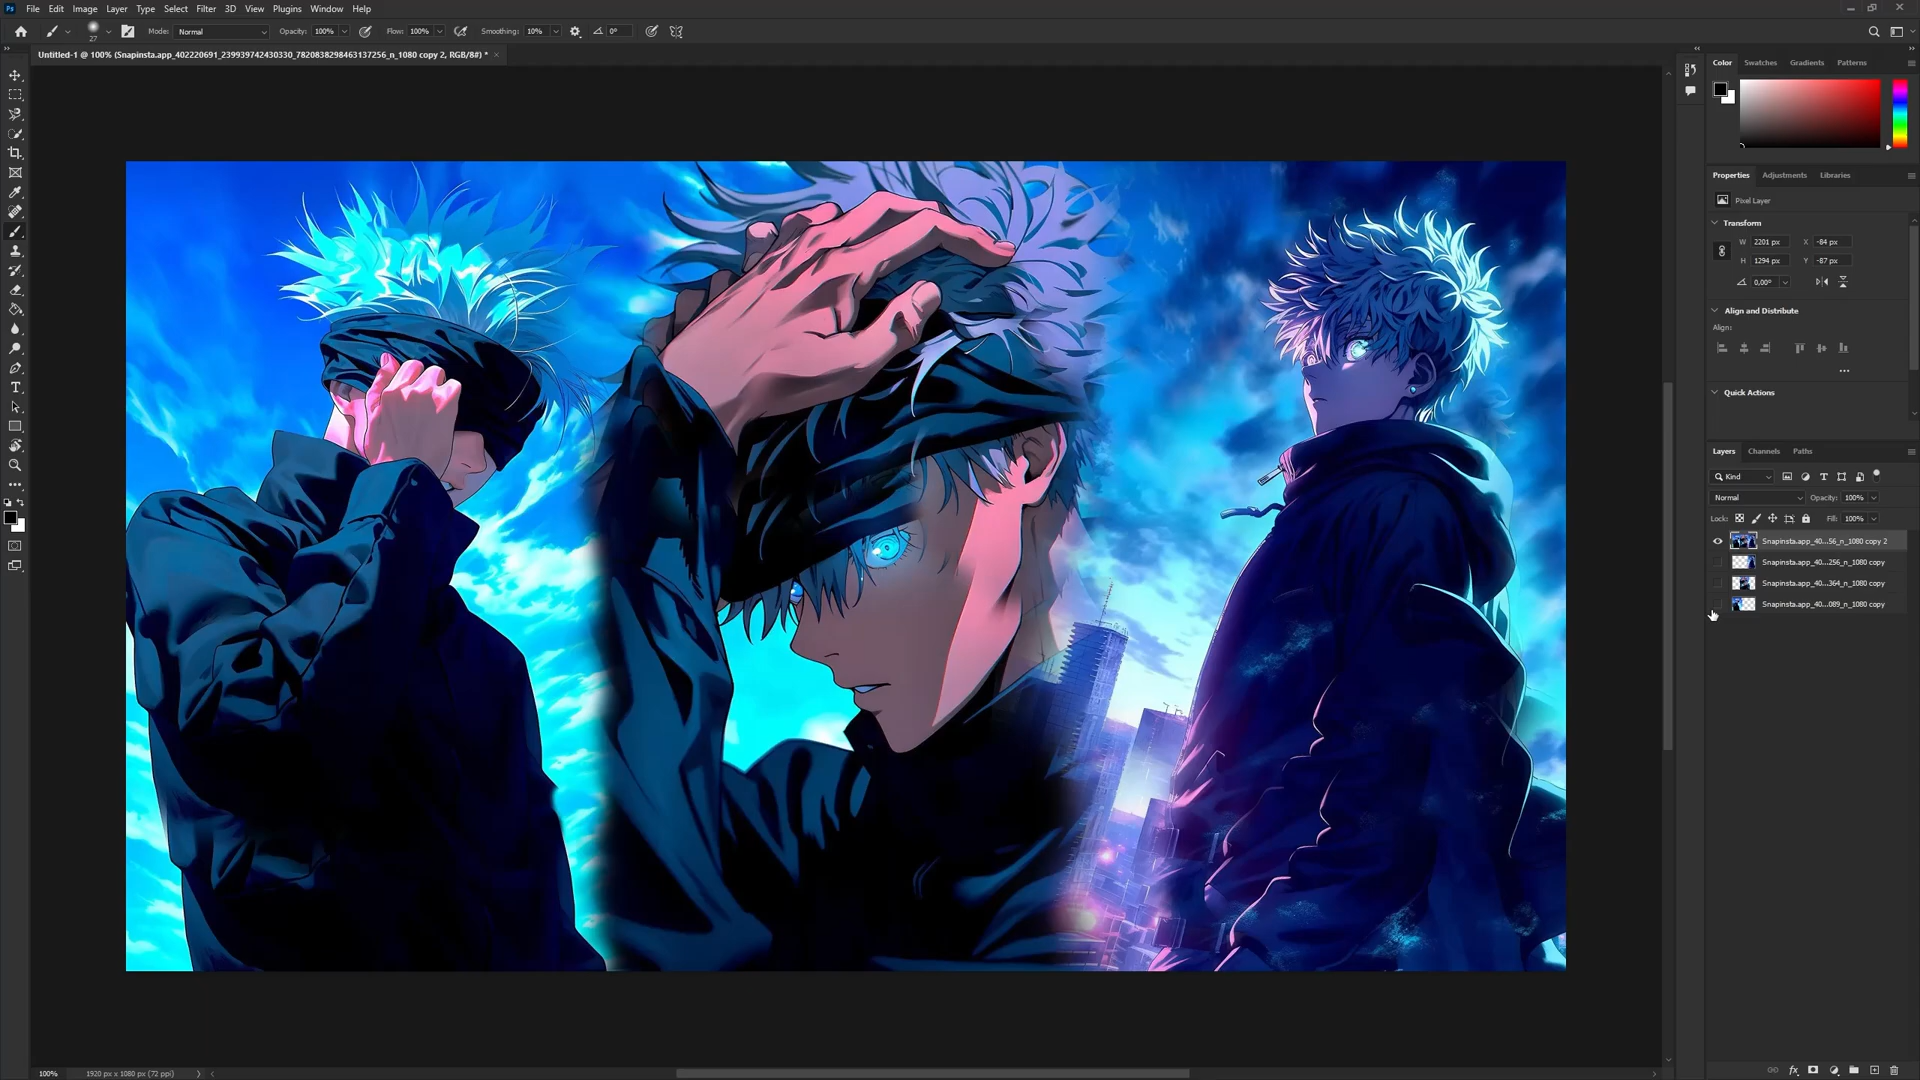 Ps File Edit Image Layer Type Select Filter 3D View Plugins Window Help
27 Mode: Normal Opacity: 100% Flow: 100% Smoothing: 10% 0°
Untitled-1 @ 100% (Snapinsta.app_402220691_239939742430330_7820838298463137256_n_1080 copy 2, RGB/8#) *
Color Swatches Gradients Patterns
Properties Adjustments Libraries
Pixel Layer
Transform
W 2201 px X -84 px
H 1294 px Y -87 px
0,00°
Align and Distribute
Align:
Quick Actions
Layers Channels Paths
Kind
Normal Opacity: 100%
Lock: Fill: 100%
Snapinsta.app_40...56_n_1080 copy 2
Snapinsta.app_40...256_n_1080 copy
Snapinsta.app_40...364_n_1080 copy
Snapinsta.app_40...089_n_1080 copy
100% 1920 px x 1080 px (72 ppi)
fx